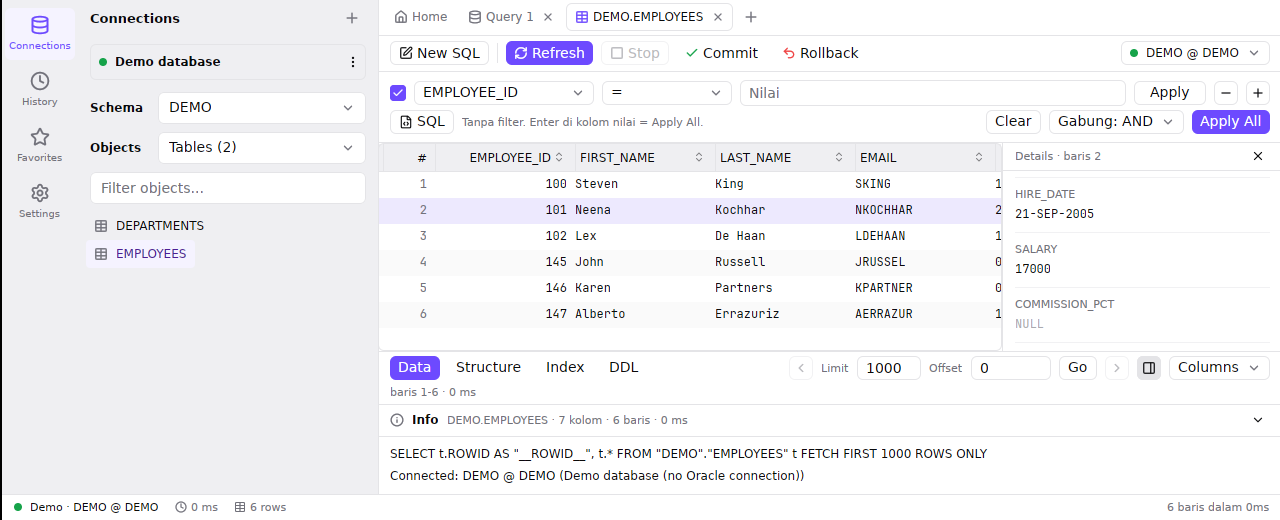 Connections
History
Favorites
Settings
Connections
Demo database
Schema
DEMO
Objects
Tables (2)
Filter objects...
DEPARTMENTS
EMPLOYEES
Home
Query 1
DEMO.EMPLOYEES
New SQL
Refresh
Stop
Commit
Rollback
DEMO @ DEMO
EMPLOYEE_ID
=
Nilai
Apply
SQL
Tanpa filter. Enter di kolom nilai = Apply All.
Clear
Gabung: AND
Apply All
# EMPLOYEE_ID FIRST_NAME LAST_NAME EMAIL
1 100 Steven King SKING 1
2 101 Neena Kochhar NKOCHHAR 2
3 102 Lex De Haan LDEHAAN 1
4 145 John Russell JRUSSEL 0
5 146 Karen Partners KPARTNER 0
6 147 Alberto Errazuriz AERRAZUR 1
Details · baris 2
HIRE_DATE
21-SEP-2005
SALARY
17000
COMMISSION_PCT
NULL
Data
Structure
Index
DDL
Limit
1000
Offset
0
Go
Columns
baris 1-6 · 0 ms
Info
DEMO.EMPLOYEES · 7 kolom · 6 baris · 0 ms
SELECT t.ROWID AS "__ROWID__", t.* FROM "DEMO"."EMPLOYEES" t FETCH FIRST 1000 ROWS ONLY
Connected: DEMO @ DEMO (Demo database (no Oracle connection))
Demo · DEMO @ DEMO
0 ms
6 rows
6 baris dalam 0ms